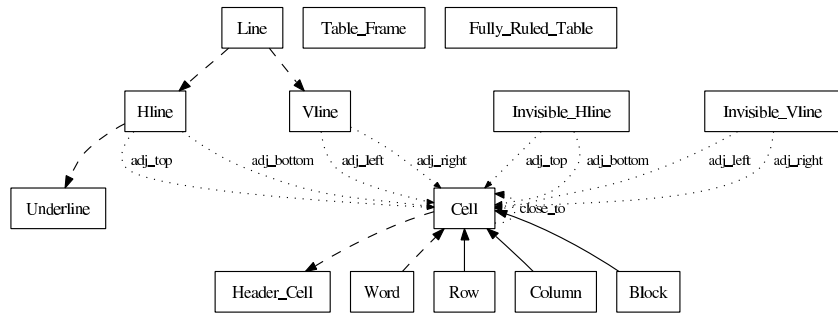 Line Table_Frame Fully_Ruled_Table
Hline Vline Invisible_Hline Invisible_Vline
adj_top adj_bottom adj_left adj_right adj_top adj_bottom adj_left adj_right
Underline Cell close_to
Header_Cell Word Row Column Block